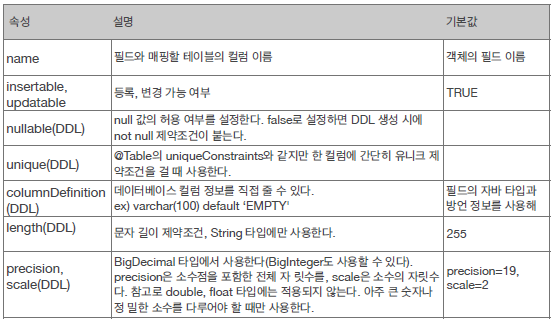 속성 설명 기본값
name 필드와 매핑할 테이블의 컬럼 이름 객체의 필드 이름
insertable,
updatable 등록, 변경 가능 여부 TRUE
nullable(DDL) null 값의 허용 여부를 설정한다. false로 설정하면 DDL 생성 시에
not null 제약조건이 붙는다.
unique(DDL) @Table의 uniqueConstraints와 같지만 한 컬럼에 간단히 유니크 제
약조건을 걸 때 사용한다.
columnDefinition
(DDL) 데이터베이스 컬럼 정보를 직접 줄 수 있다.
ex) varchar(100) default ‘EMPTY'
필드의 자바 타입과
방언 정보를 사용해
length(DDL) 문자 길이 제약조건, String 타입에만 사용한다. 255
precision,
scale(DDL)
BigDecimal 타입에서 사용한다(BigInteger도 사용할 수 있다).
precision은 소수점을 포함한 전체 자 릿수를, scale은 소수의 자릿수
다. 참고로 double, float 타입에는 적용되지 않는다. 아주 큰 숫자나
정 밀한 소수를 다루어야 할 때만 사용한다.
precision=19,
scale=2